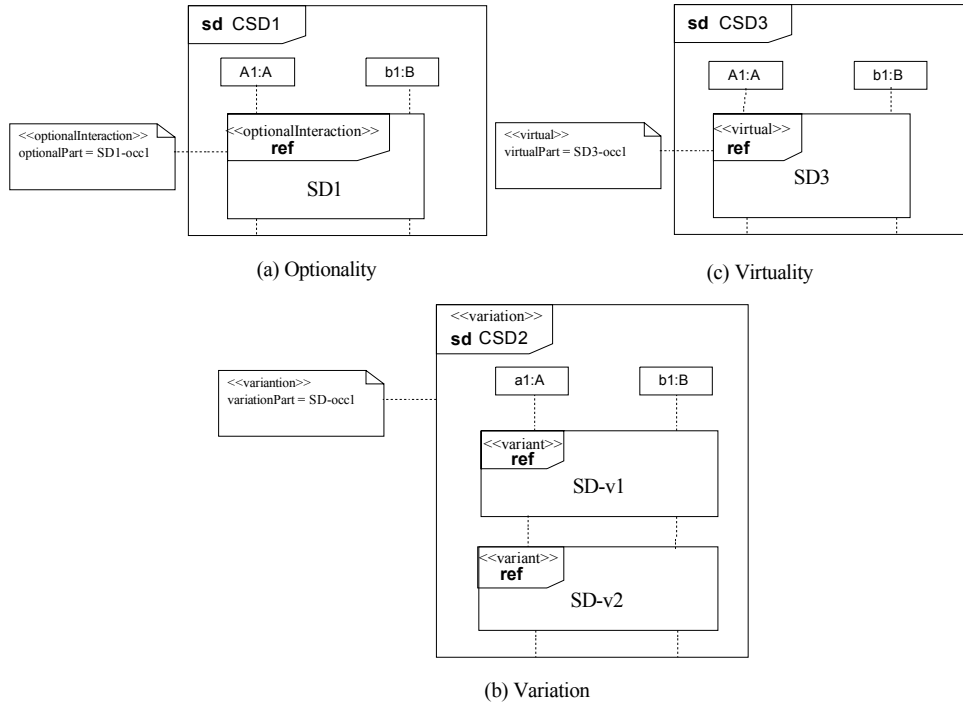 sd CSD1
A1:A
b1:B
<<optionalInteraction>>
optionalPart = SD1-occ1
<<optionalInteraction>>
ref
SD1
(a) Optionality
sd CSD3
A1:A
b1:B
<<virtual>>
virtualPart = SD3-occ1
<<virtual>>
ref
SD3
(c) Virtuality
<<variation>>
sd CSD2
<<variantion>>
variationPart = SD-occ1
a1:A
b1:B
<<variant>>
ref
SD-v1
<<variant>>
ref
SD-v2
(b) Variation